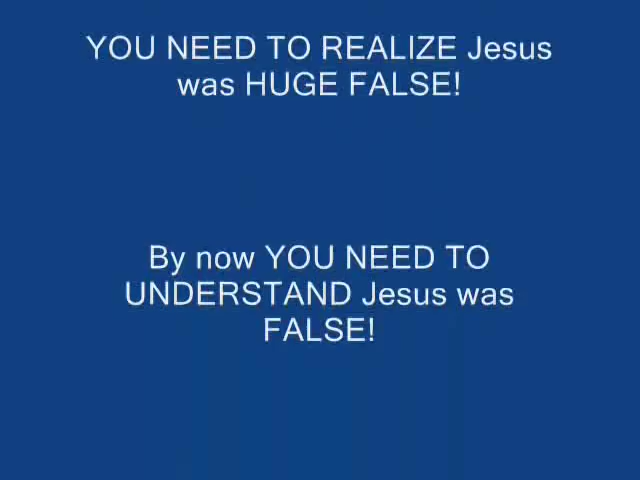 YOU NEED TO REALIZE Jesus
was HUGE FALSE!
By now YOU NEED TO
UNDERSTAND Jesus was
FALSE!